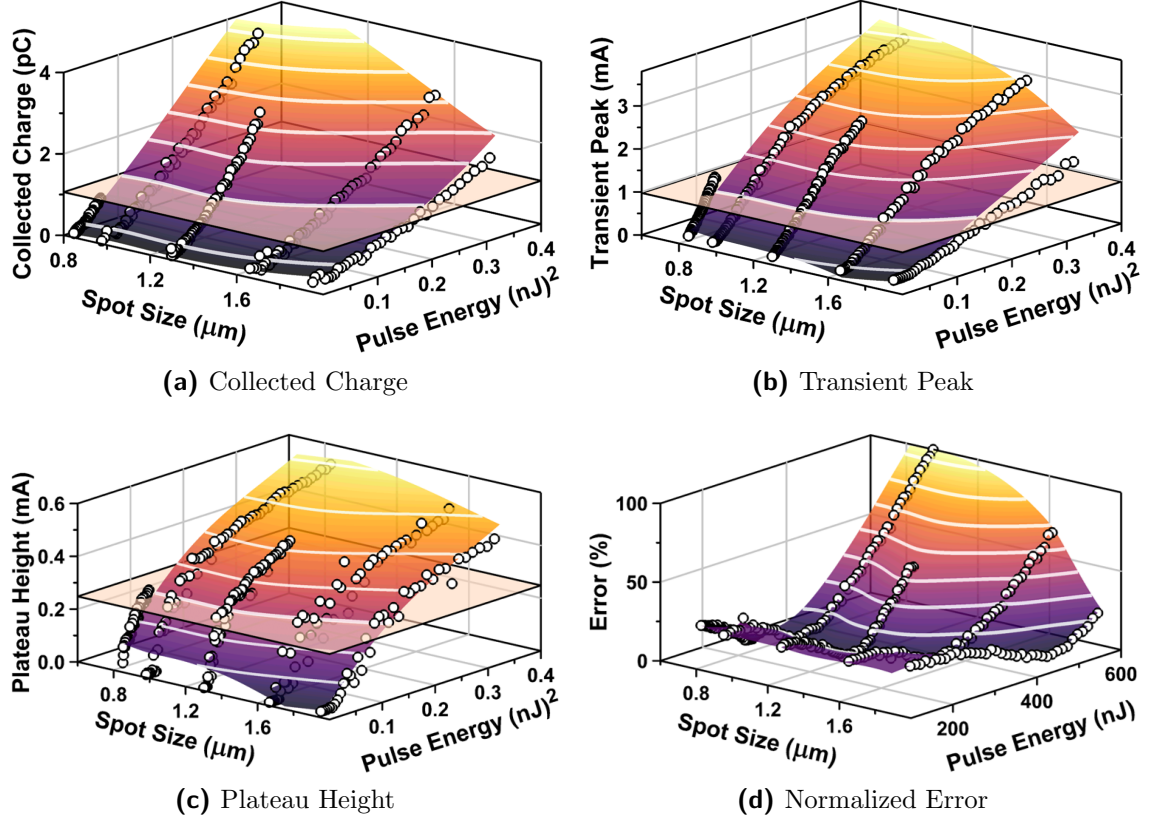 Collected Charge (pC)
4
2
0
0.8
1.2
1.6
Spot Size (μm)
0.1
0.2
0.3
0.4
Pulse Energy (nJ)²
(a) Collected Charge
Transient Peak (mA)
3
2
1
0
0.8
1.2
1.6
Spot Size (μm)
0.1
0.2
0.3
0.4
Pulse Energy (nJ)²
(b) Transient Peak
Plateau Height (mA)
0.6
0.4
0.2
0.0
0.8
1.2
1.6
Spot Size (μm)
0.1
0.2
0.3
0.4
Pulse Energy (nJ)²
(c) Plateau Height
Error (%)
100
50
0
0.8
1.2
1.6
Spot Size (μm)
200
400
600
Pulse Energy (nJ)
(d) Normalized Error